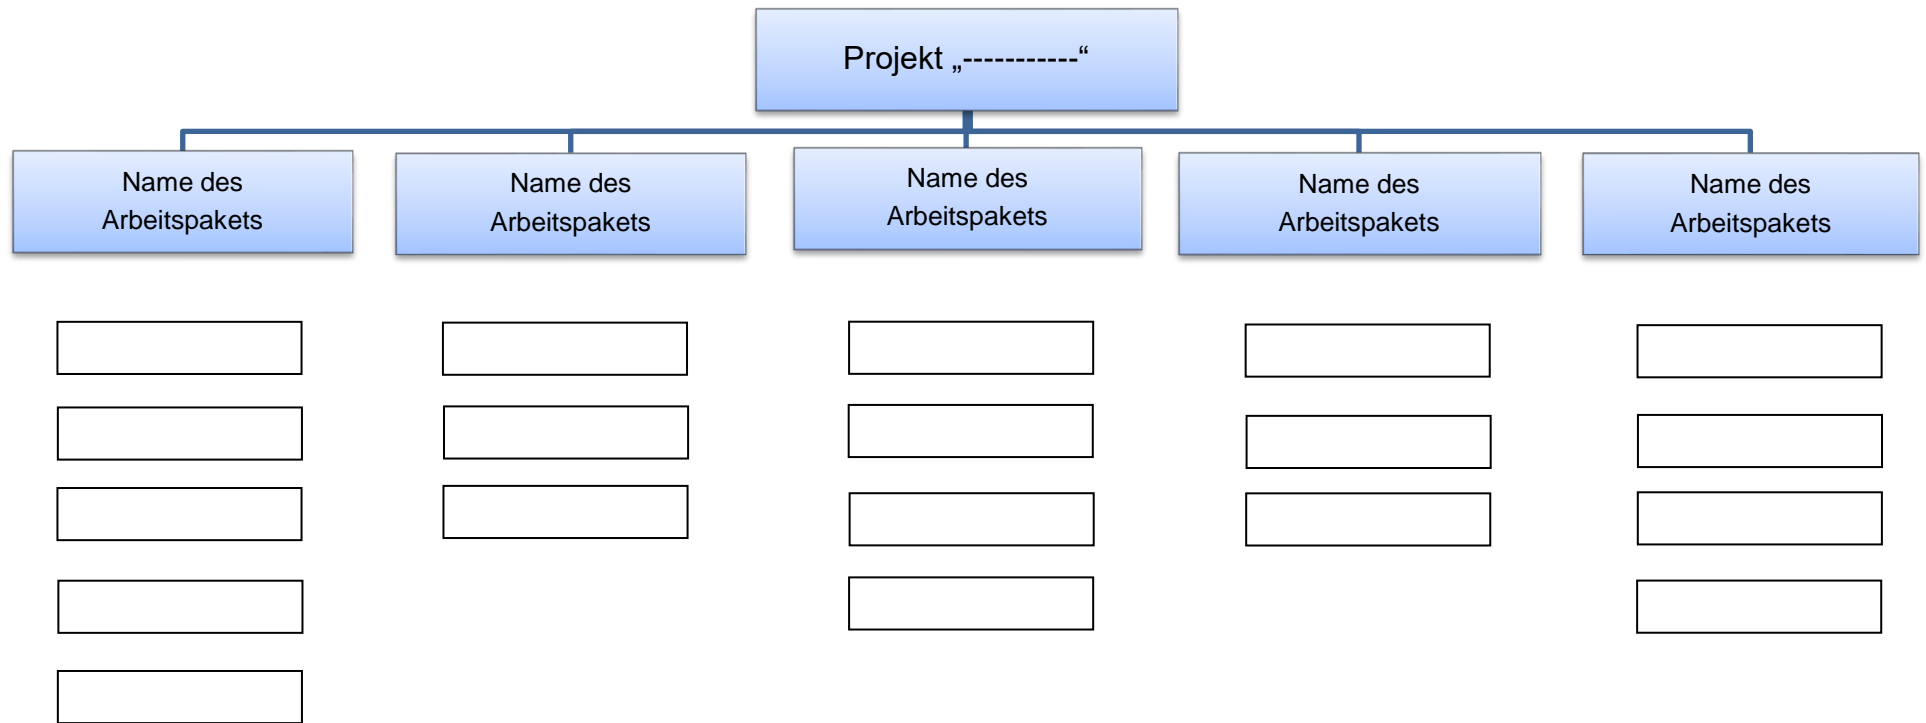 Projekt „-----------“
Name des
Arbeitspakets
Name des
Arbeitspakets
Name des
Arbeitspakets
Name des
Arbeitspakets
Name des
Arbeitspakets